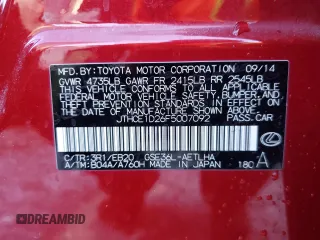 MFD. BY: TOYOTA MOTOR CORPORATION 09/14
GVWR 4735LB GAWR FR 2415LB RR 2545LB
THIS VEHICLE CONFORMS TO ALL APPLICABLE
FEDERAL MOTOR VEHICLE SAFETY, BUMPER, AND
THEFT PREVENTION STANDARDS IN EFFECT ON
THE DATE OF MANUFACTURE SHOWN ABOVE.
JTHCE1D26F5007092 PASS.CAR
C/TR: 3R1/EB20 GSE36L-AETLHA
A/TM: B04A/A760H MADE IN JAPAN 180 A
DREAMBID